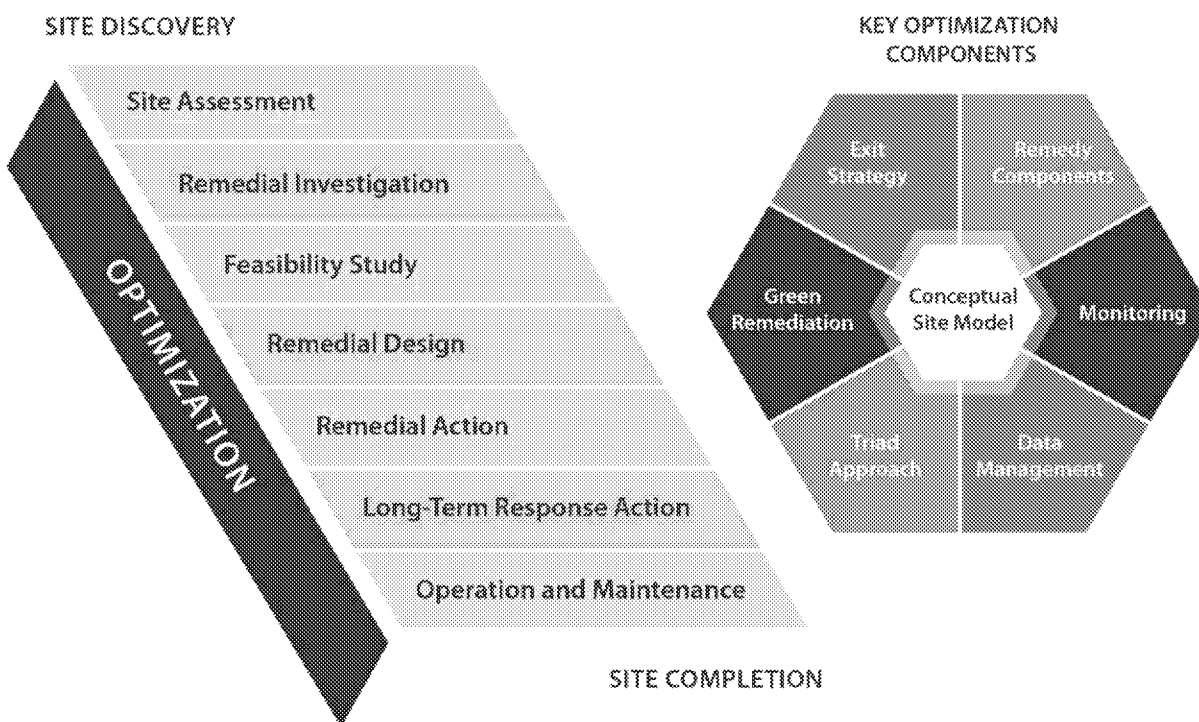 SITE DISCOVERY
Site Assessment
Remedial Investigation
Feasibility Study
Remedial Design
Remedial Action
Long-Term Response Action
Operation and Maintenance
OPTIMIZATION
SITE COMPLETION
KEY OPTIMIZATION
COMPONENTS
Exit
Strategy
Remedy
Components
Green
Remediation
Conceptual
Site Model
Monitoring
Triad
Approach
Data
Management